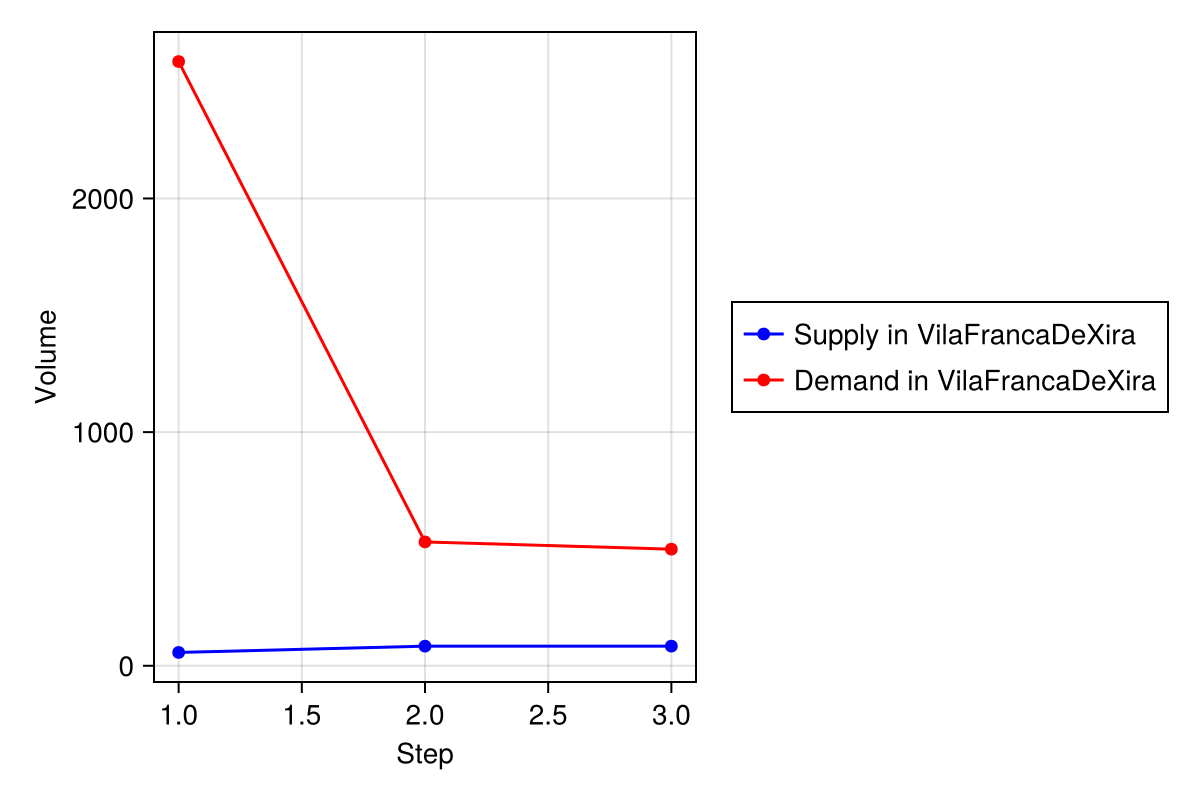 2000
1000
0
Volume
1.0 1.5 2.0 2.5 3.0
Step
Supply in VilaFrancaDeXira
Demand in VilaFrancaDeXira